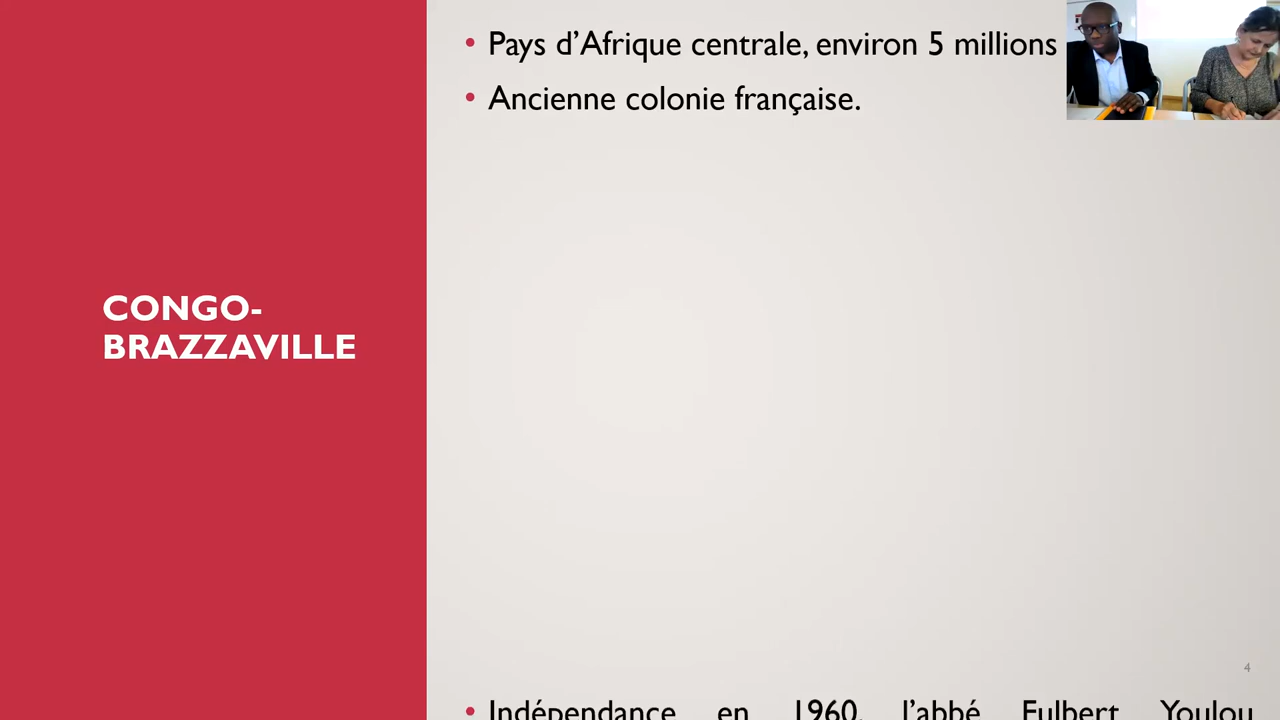 CONGO-
BRAZZAVILLE
• Pays d’Afrique centrale, environ 5 millions
• Ancienne colonie française.
• Indépendance en 1960, l’abbé Fulbert Youlou
4